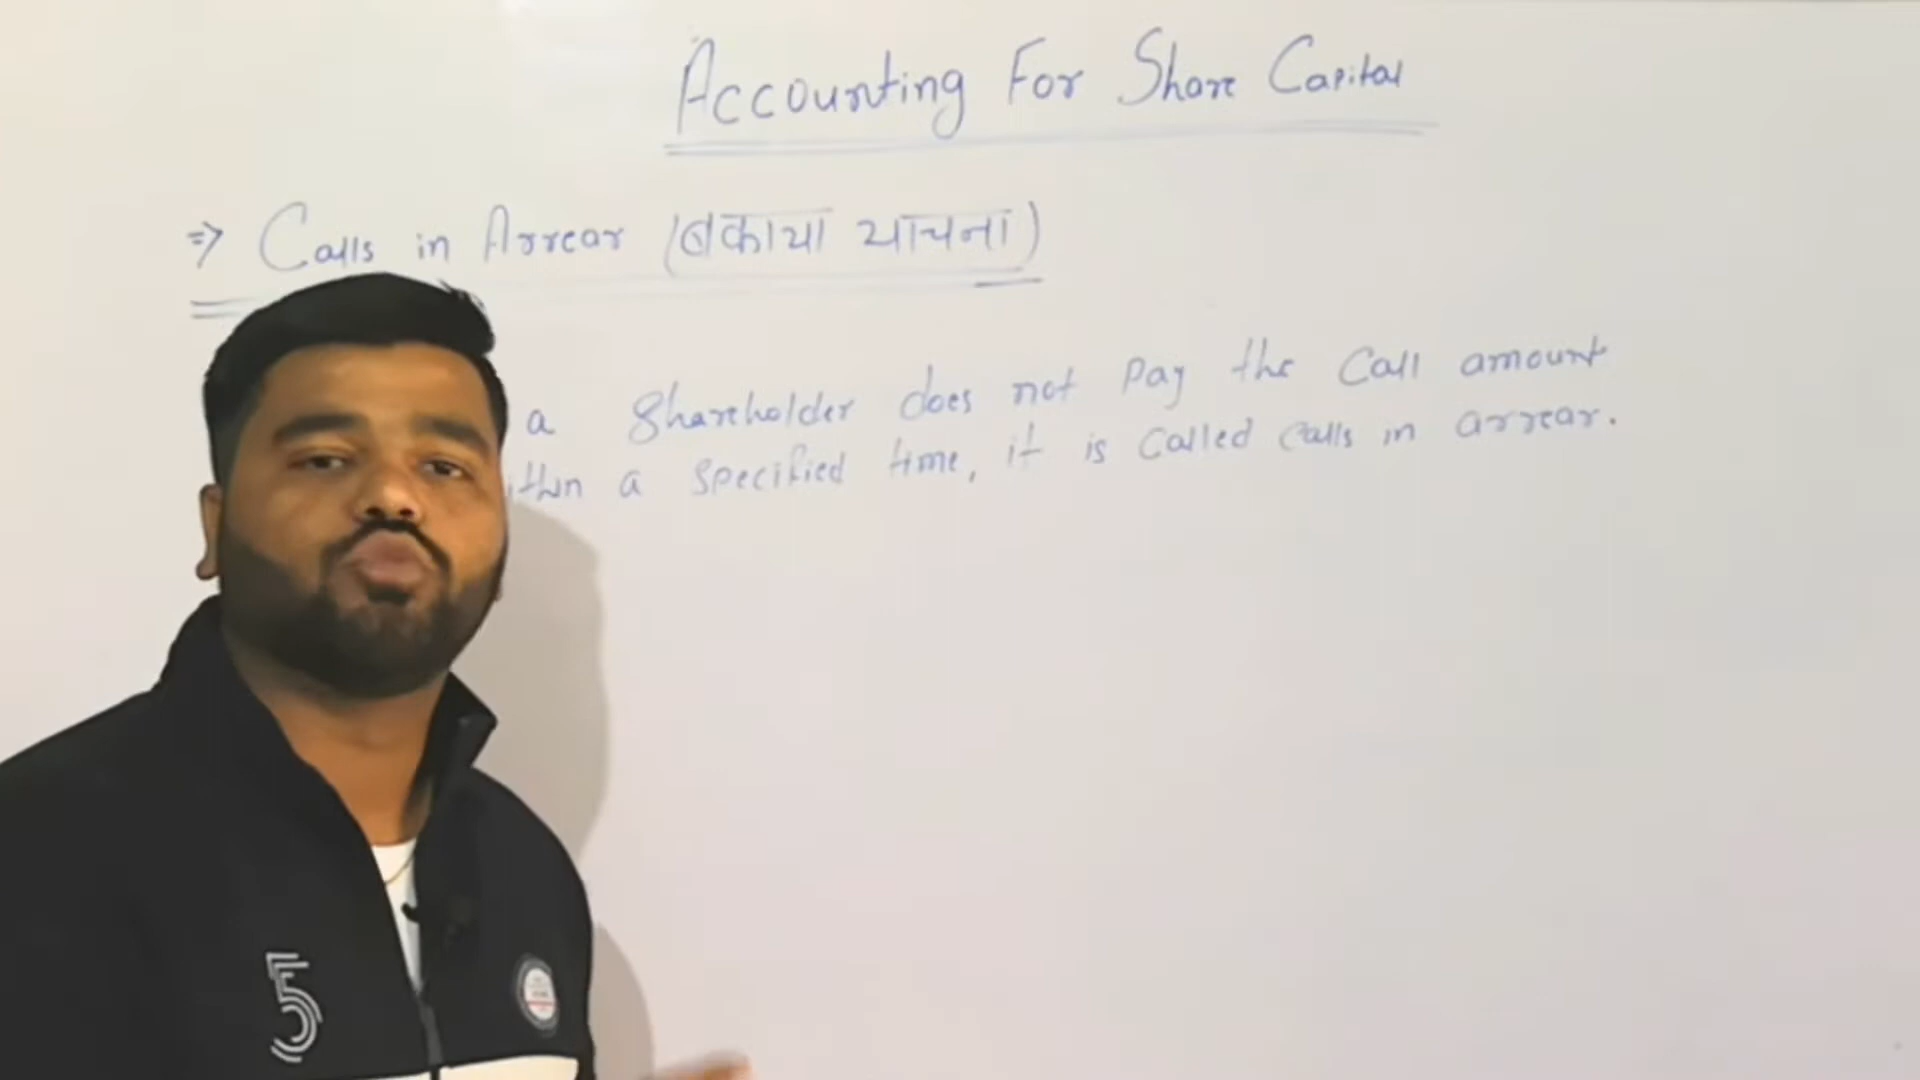 Accounting For Share Capital
⇒ Calls in Arrear (बकाया याचना)
a Shareholder does not Pay the Call amount
a Specified time, it is Called Calls in arrear.
5